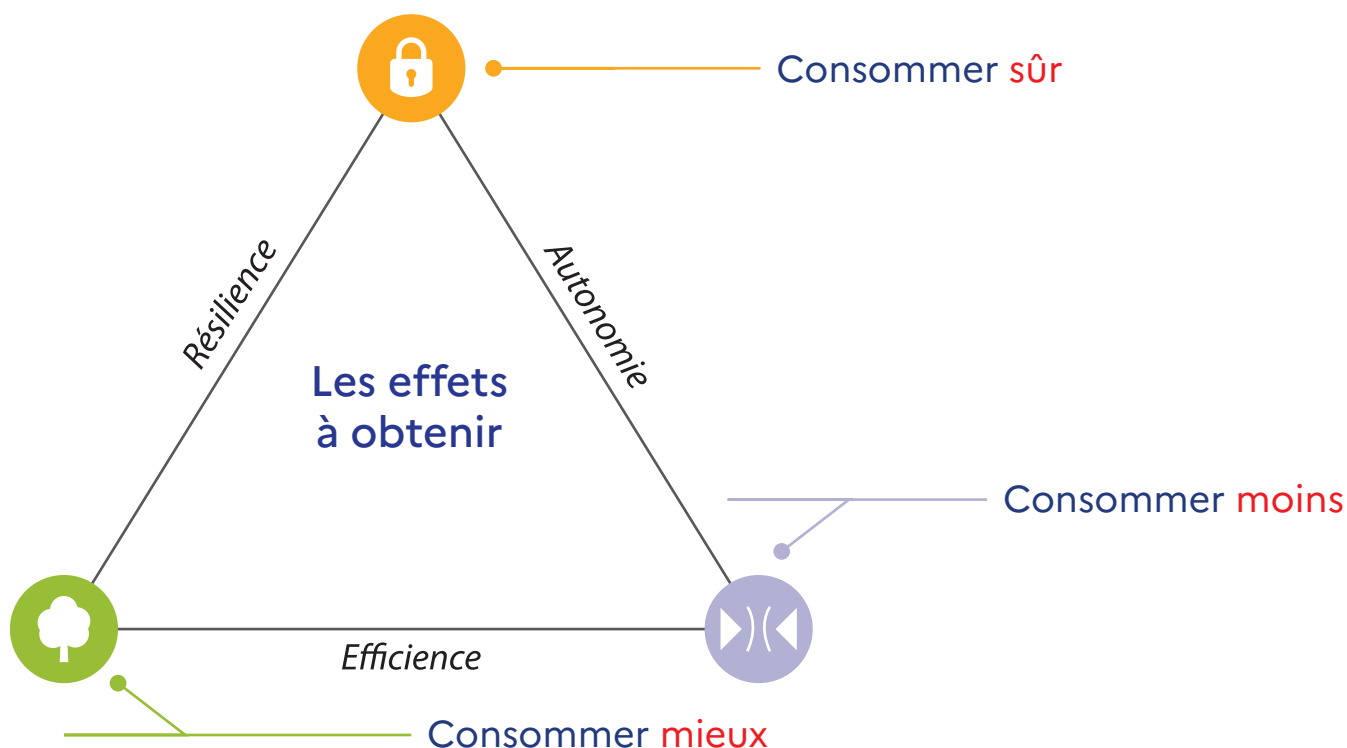 Consommer sûr
Résilience
Autonomie
Les effets
à obtenir
Consommer moins
Efficience
Consommer mieux